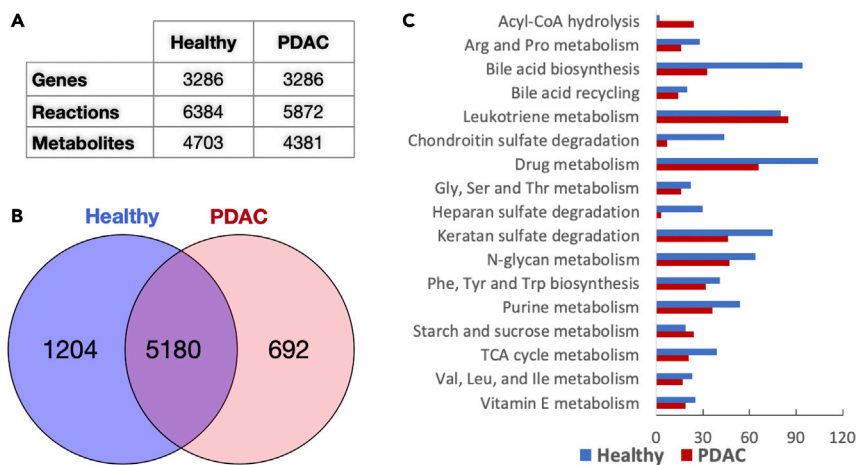 A
Healthy PDAC
Genes 3286 3286
Reactions 6384 5872
Metabolites 4703 4381
B
Healthy PDAC
1204 5180 692
C
Acyl-CoA hydrolysis
Arg and Pro metabolism
Bile acid biosynthesis
Bile acid recycling
Leukotriene metabolism
Chondroitin sulfate degradation
Drug metabolism
Gly, Ser and Thr metabolism
Heparan sulfate degradation
Keratan sulfate degradation
N-glycan metabolism
Phe, Tyr and Trp biosynthesis
Purine metabolism
Starch and sucrose metabolism
TCA cycle metabolism
Val, Leu, and Ile metabolism
Vitamin E metabolism
0 30 60 90 120
Healthy PDAC